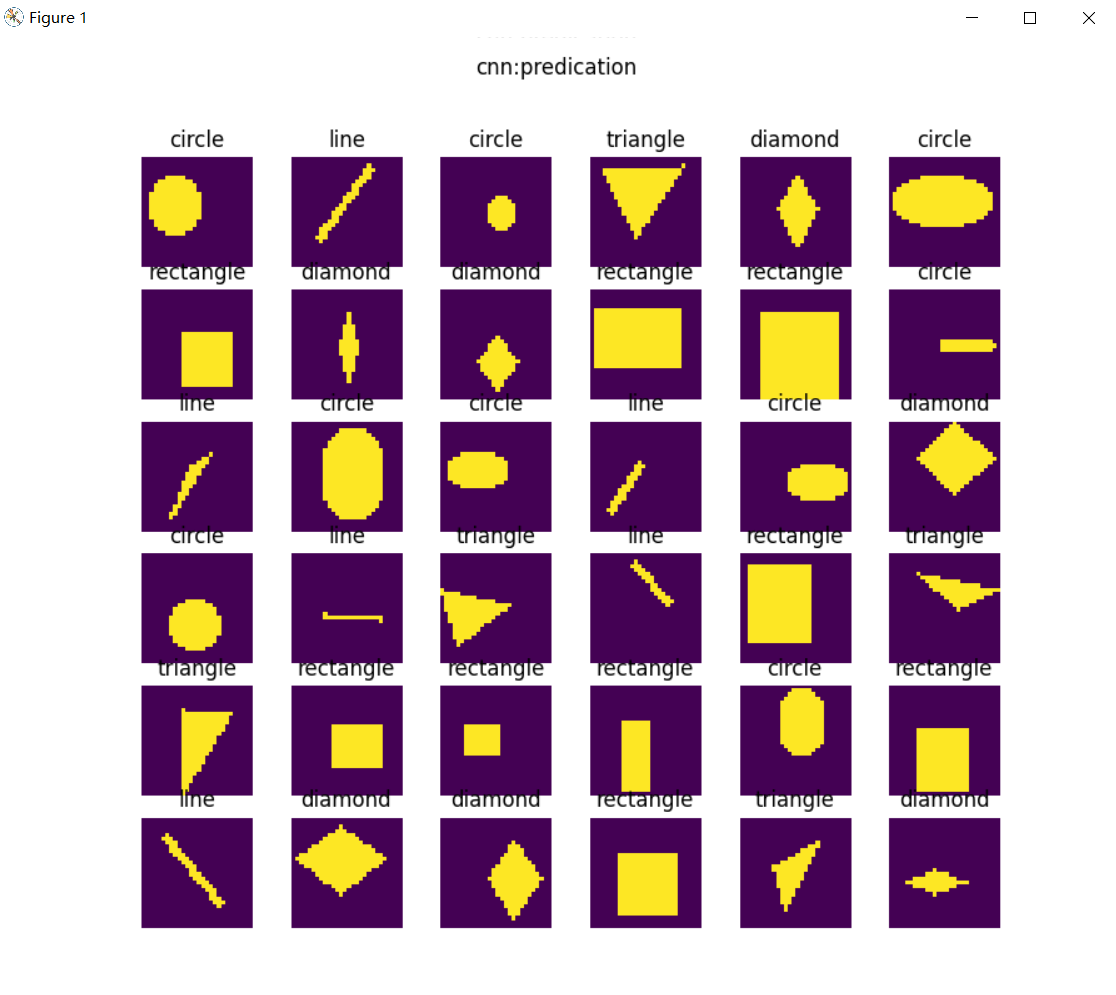 Figure 1
cnn:predication
circle line circle triangle diamond circle
rectangle diamond diamond rectangle rectangle circle
line circle circle line circle diamond
circle line triangle line rectangle triangle
triangle rectangle rectangle rectangle circle rectangle
line diamond diamond rectangle triangle diamond